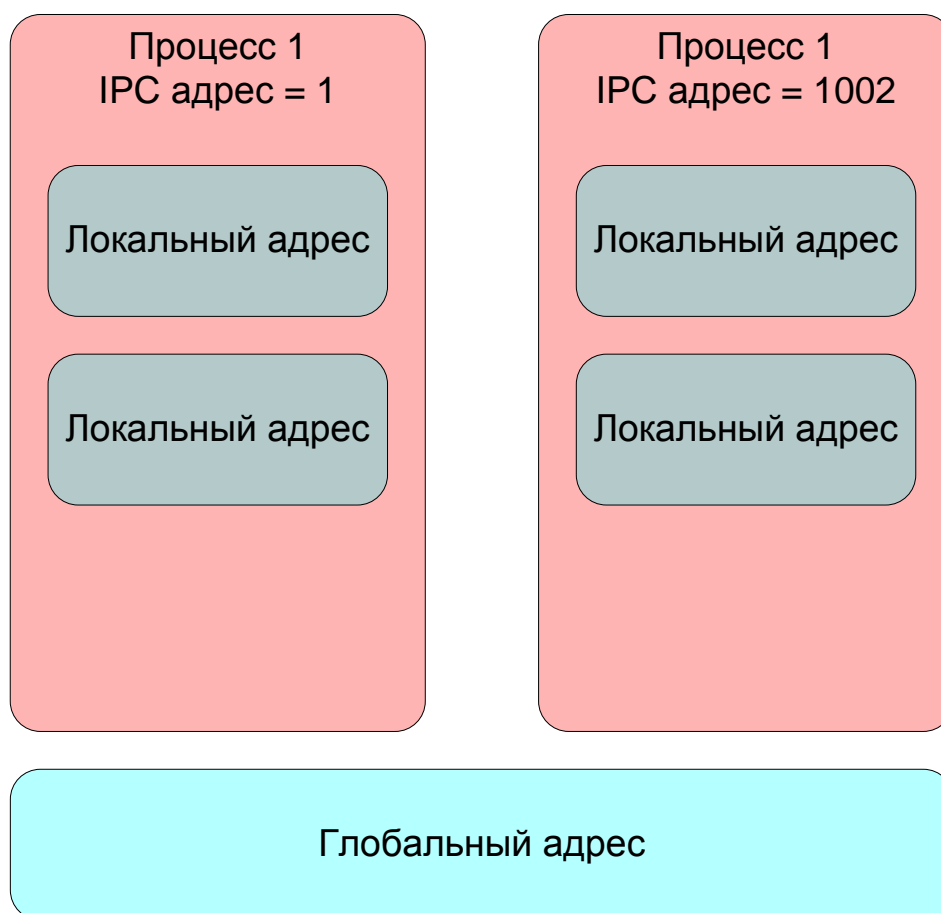 Процесс 1
IPC адрес = 1
Локальный адрес
Локальный адрес
Процесс 1
IPC адрес = 1002
Локальный адрес
Локальный адрес
Глобальный адрес